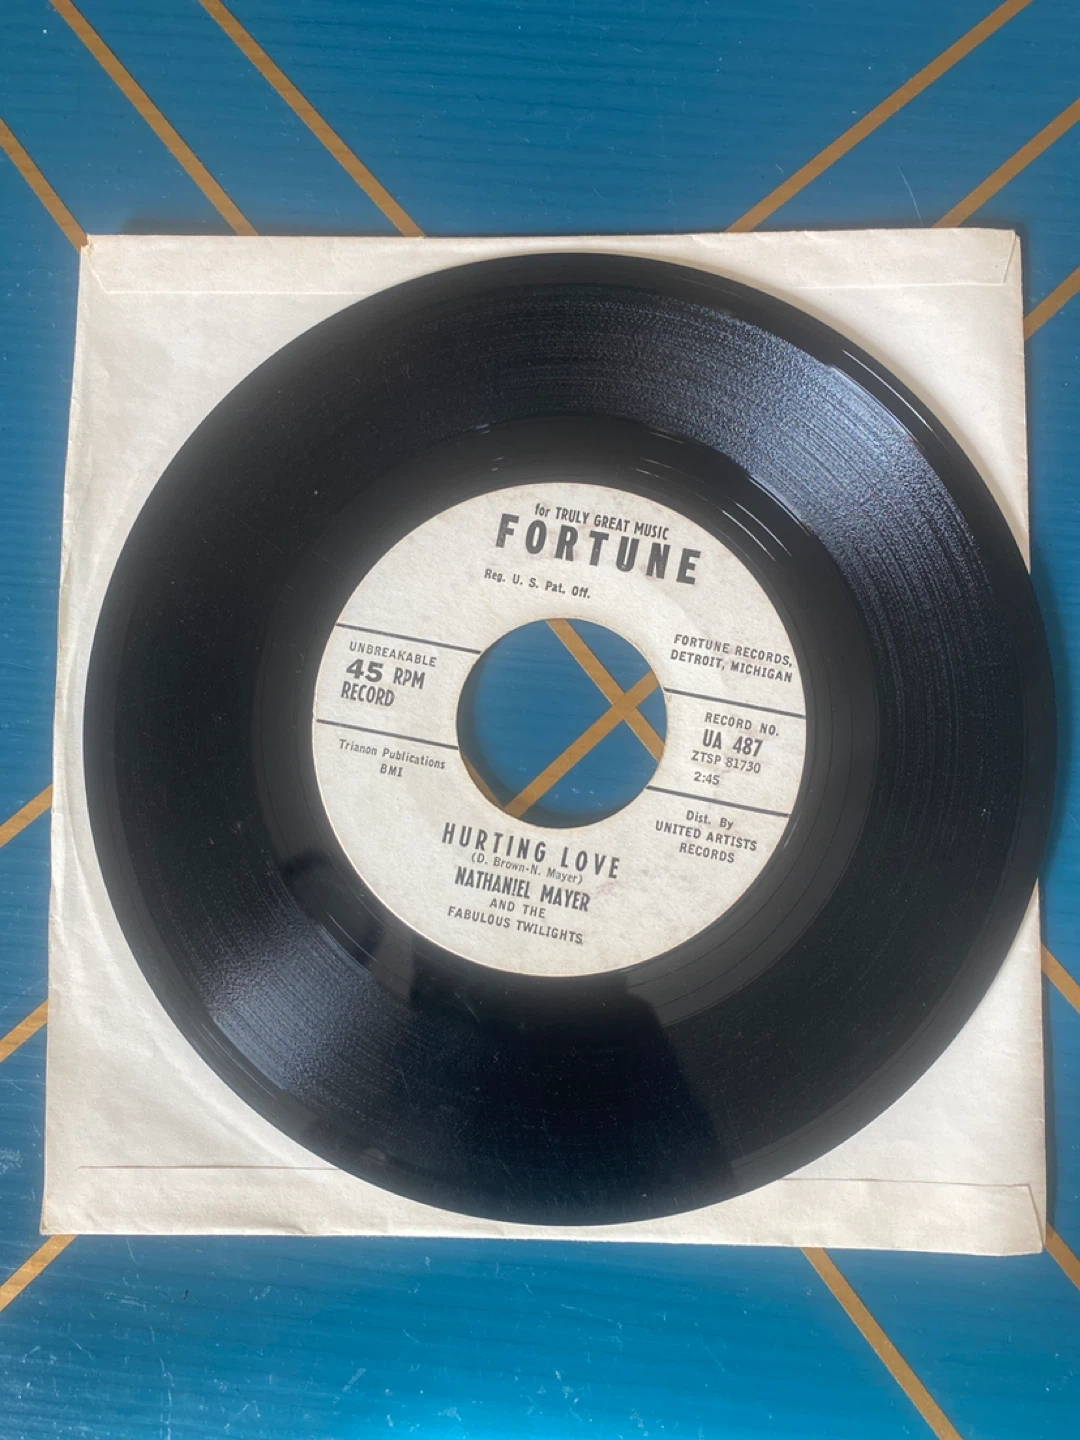 for TRULY GREAT MUSIC
FORTUNE
Reg. U. S. Pat. Off.
UNBREAKABLE
45 RPM
RECORD
Trianon Publications
BMI
FORTUNE RECORDS,
DETROIT, MICHIGAN
RECORD NO.
UA 487
ZTSP 81730
2:45
Dist. By
UNITED ARTISTS
RECORDS
HURTING LOVE
(D. Brown-N. Mayer)
NATHANIEL MAYER
AND THE
FABULOUS TWILIGHTS